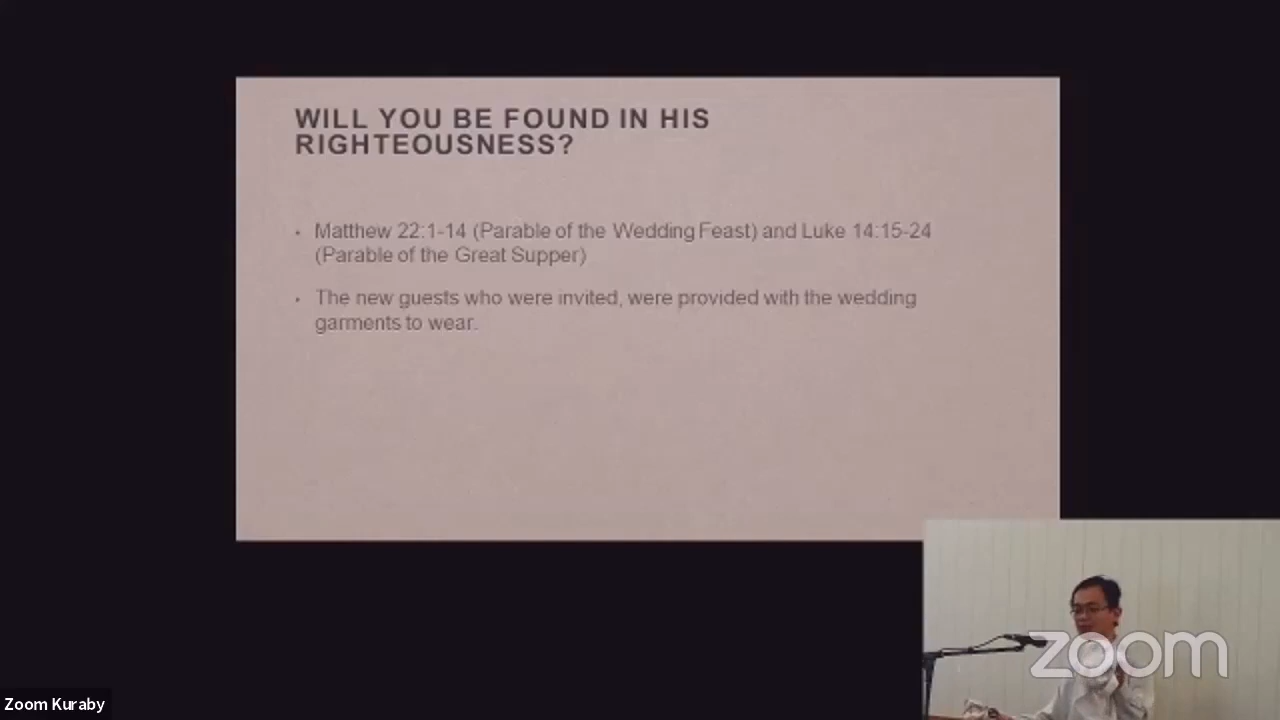 WILL YOU BE FOUND IN HIS
RIGHTEOUSNESS?
• Matthew 22:1-14 (Parable of the Wedding Feast) and Luke 14:15-24
(Parable of the Great Supper)
• The new guests who were invited, were provided with the wedding
garments to wear.
zoom
Zoom Kuraby